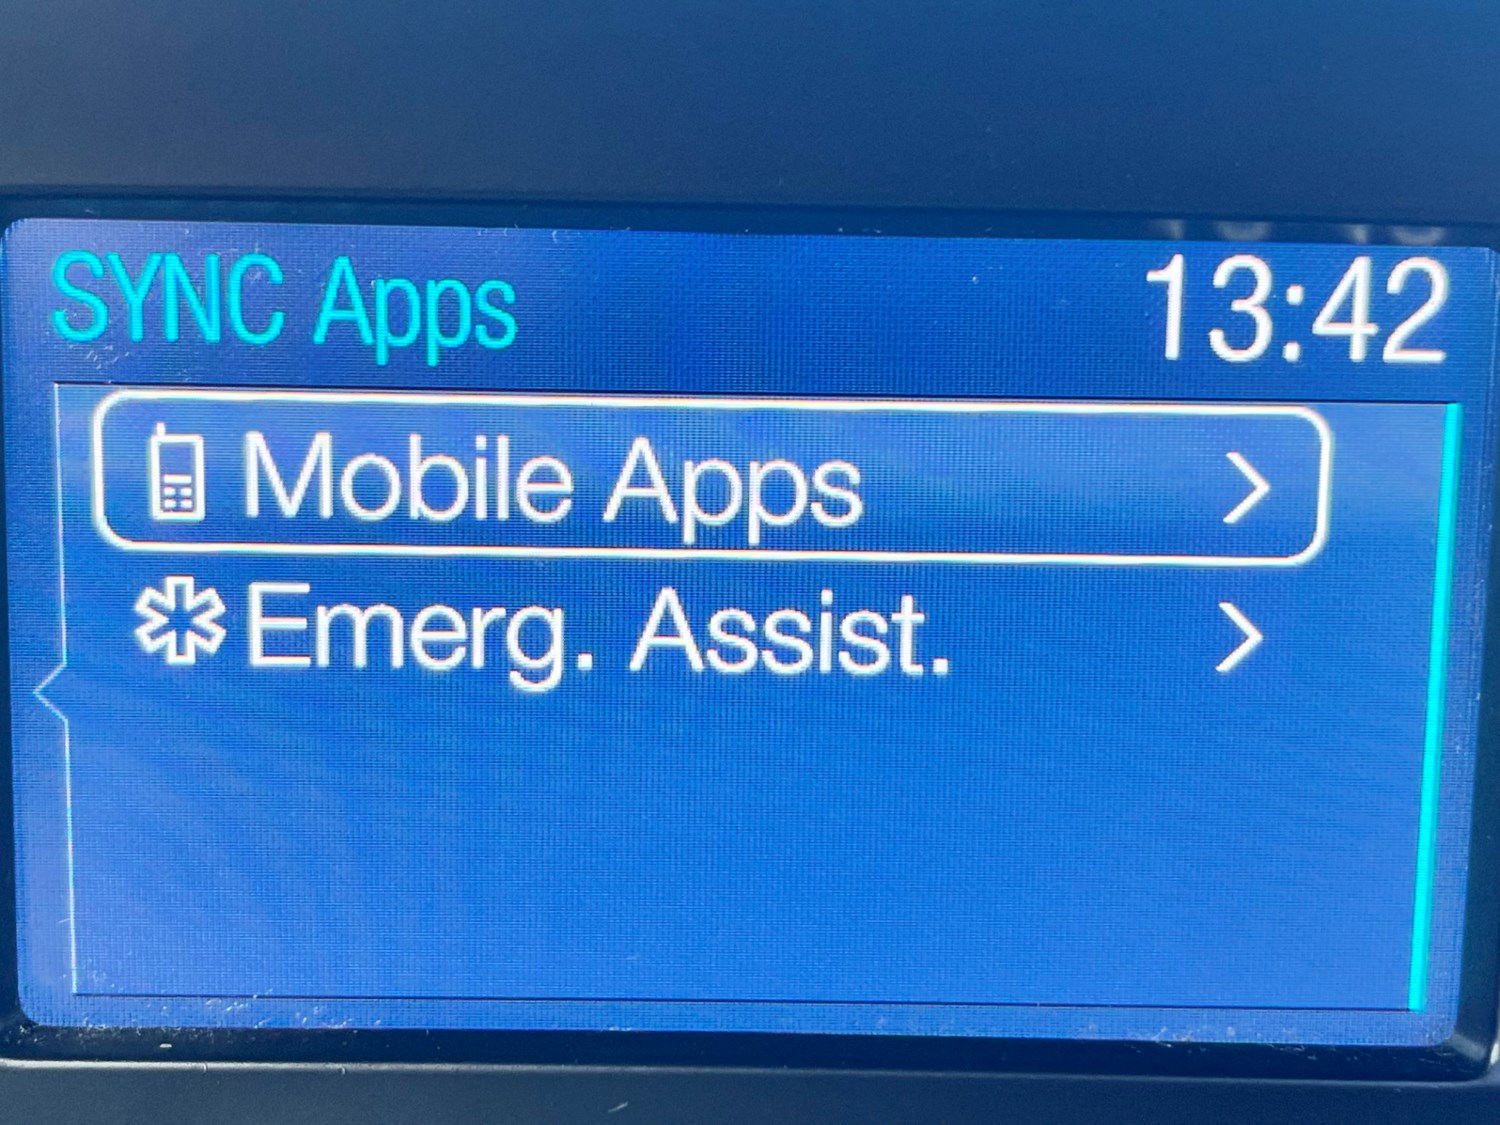 SYNC Apps
13:42
Mobile Apps
Emerg. Assist.